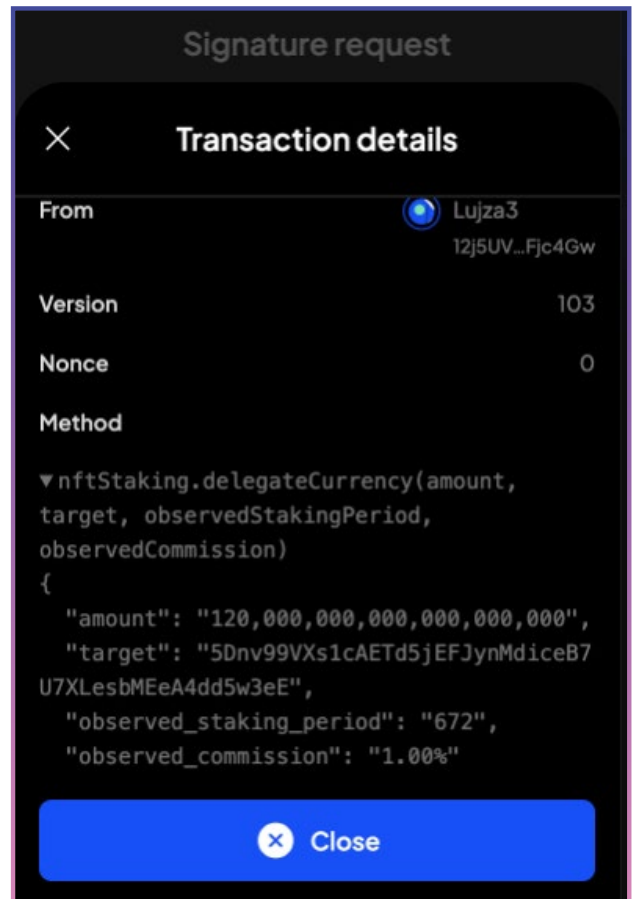 Signature request
Transaction details
From
Lujza3
12j5UV...Fjc4Gw
Version 103
Nonce 0
Method
▼nftStaking.delegateCurrency(amount,
target, observedStakingPeriod,
observedCommission)
{
"amount": "120,000,000,000,000,000,000",
"target": "5Dnv99VXs1cAETd5jEFJynMdiceB7
U7XLesbMEeA4dd5w3eE",
"observed_staking_period": "672",
"observed_commission": "1.00%"
Close